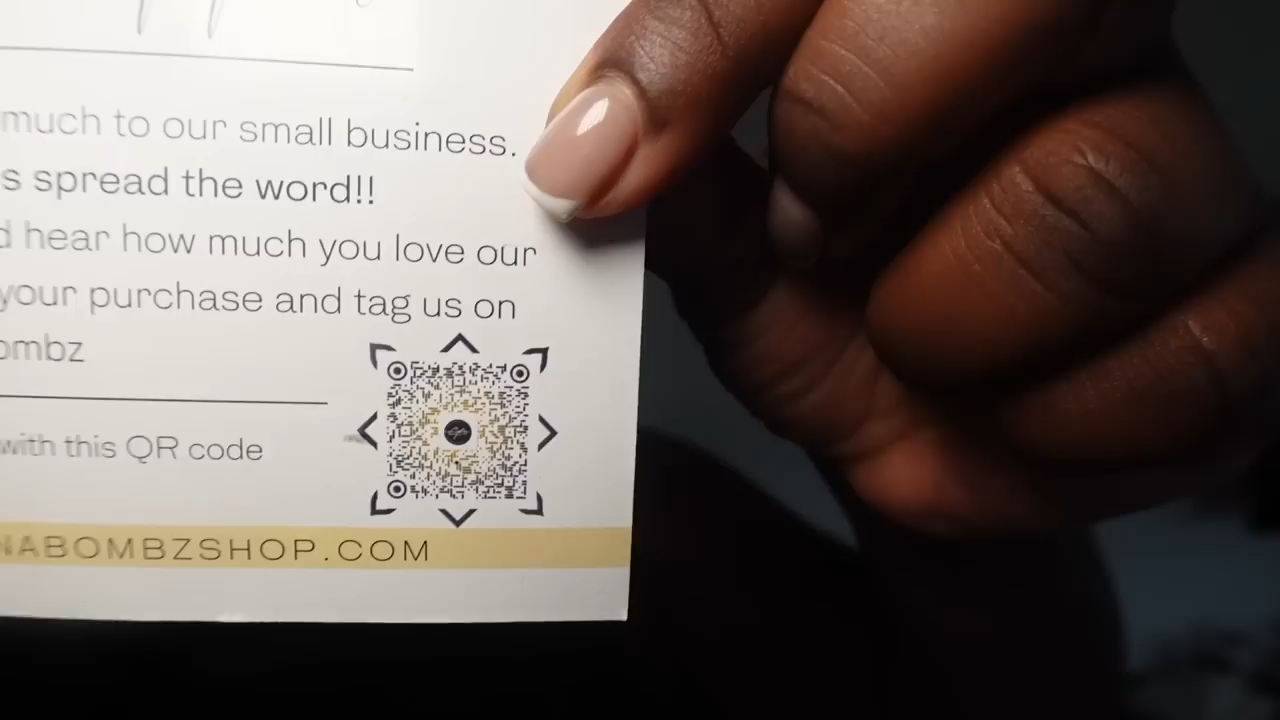 much to our small business.
s spread the word!!
d hear how much you love our
your purchase and tag us on
ombz
with this QR code
NABOMBZSHOP.COM